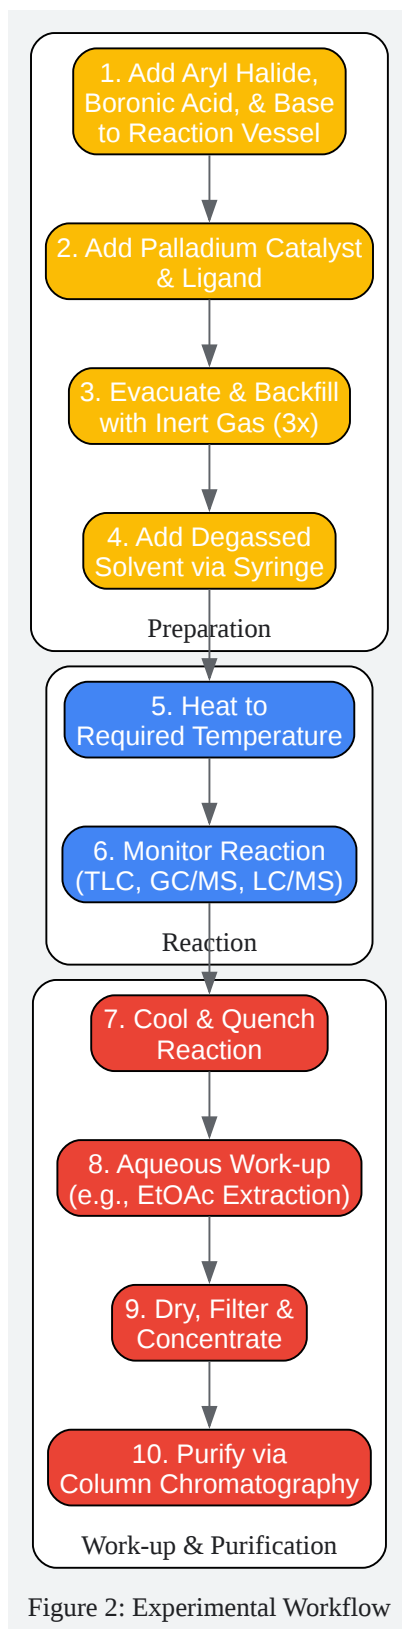 1. Add Aryl Halide,
Boronic Acid, & Base
to Reaction Vessel
2. Add Palladium Catalyst
& Ligand
3. Evacuate & Backfill
with Inert Gas (3x)
4. Add Degassed
Solvent via Syringe
Preparation
5. Heat to
Required Temperature
6. Monitor Reaction
(TLC, GC/MS, LC/MS)
Reaction
7. Cool & Quench
Reaction
8. Aqueous Work-up
(e.g., EtOAc Extraction)
9. Dry, Filter &
Concentrate
10. Purify via
Column Chromatography
Work-up & Purification
Figure 2: Experimental Workflow